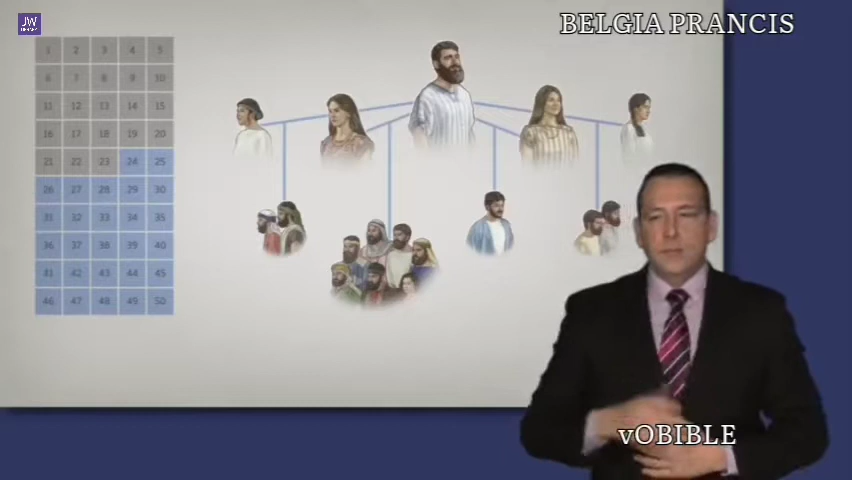 JW
LIBRARY
BELGIA PRANCIS
1 2 3 4 5
6 7 8 9 10
11 12 13 14 15
16 17 18 19 20
21 22 23 24 25
26 27 28 29 30
31 32 33 34 35
36 37 38 39 40
41 42 43 44 45
46 47 48 49 50
vOBIBLE